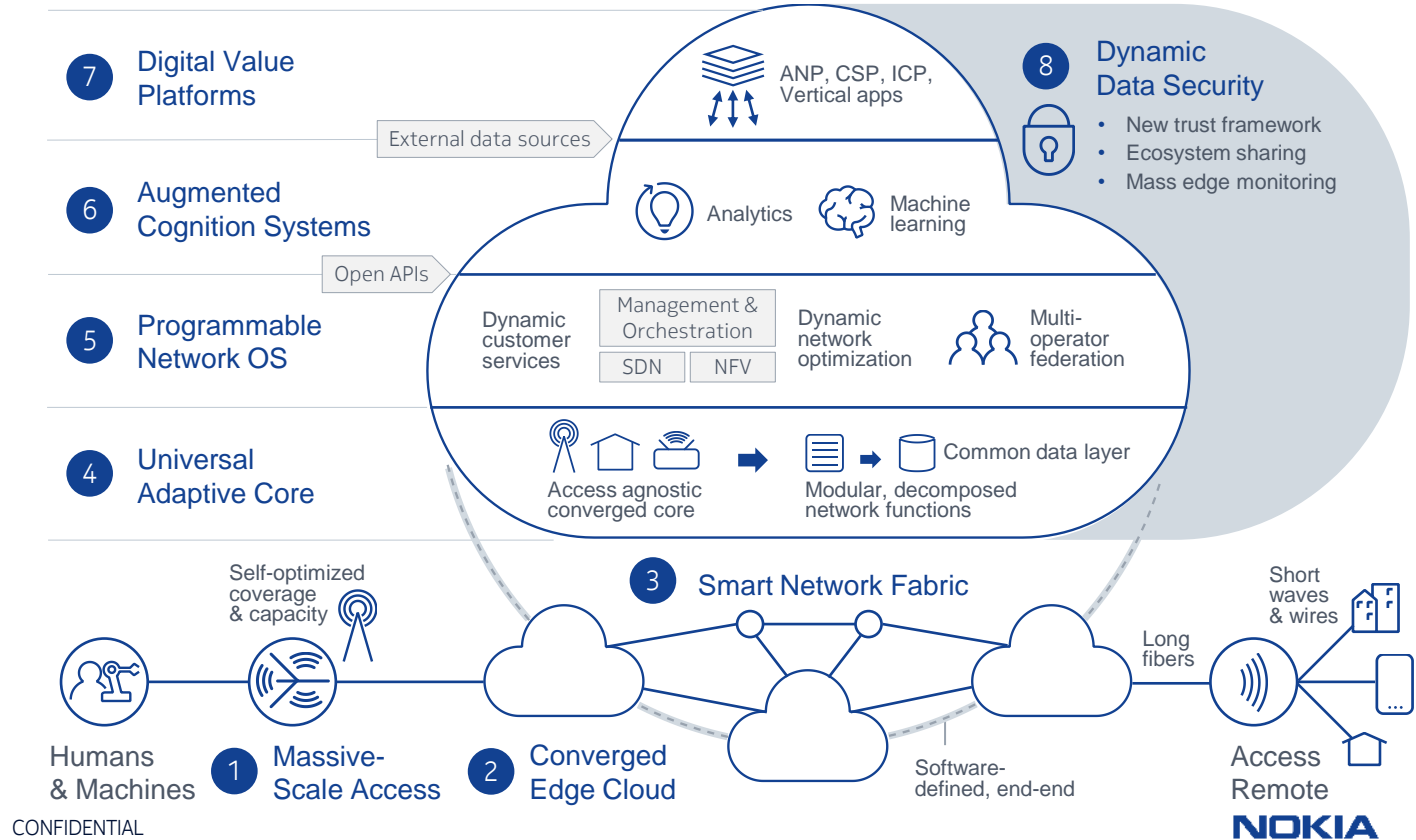 7
Digital Value
Platforms
ANP, CSP, ICP,
Vertical apps
8
Dynamic
Data Security
• New trust framework
• Ecosystem sharing
• Mass edge monitoring
External data sources
6
Augmented
Cognition Systems
Analytics
Machine
learning
Open APIs
5
Programmable
Network OS
Dynamic
customer
services
Management &
Orchestration
SDN
NFV
Dynamic
network
optimization
Multi-
operator
federation
4
Universal
Adaptive Core
Access agnostic
converged core
Modular, decomposed
network functions
Common data layer
3
Smart Network Fabric
Self-optimized
coverage
& capacity
Short
waves
& wires
Long
fibers
Humans
& Machines
1
Massive-
Scale Access
2
Converged
Edge Cloud
Software-
defined, end-end
Access
Remote
CONFIDENTIAL
NOKIA